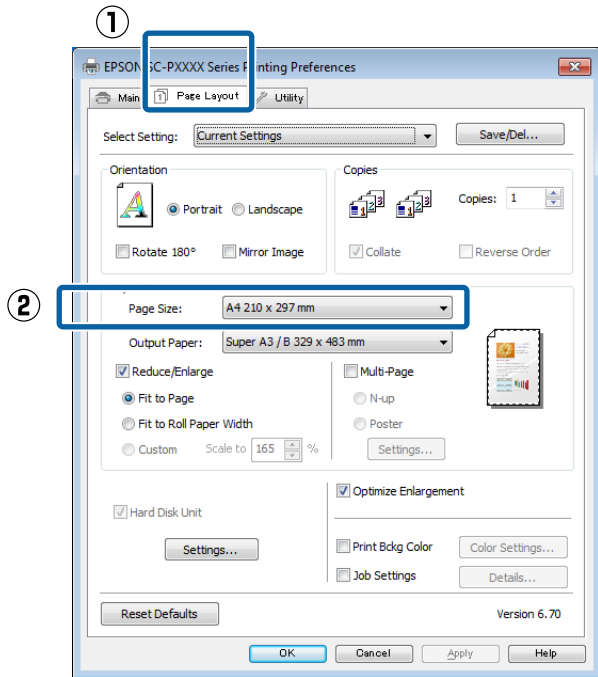 ①
EPSON SC-PXXXX Series Printing Preferences
Main Page Layout Utility
Select Setting: Current Settings Save/Del...
Orientation Copies
Portrait Landscape Copies: 1
Rotate 180° Mirror Image Collate Reverse Order
②
Page Size: A4 210 x 297 mm
Output Paper: Super A3 / B 329 x 483 mm
Reduce/Enlarge Multi-Page
Fit to Page N-up
Fit to Roll Paper Width Poster
Custom Scale to 165 % Settings...
Optimize Enlargement
Hard Disk Unit
Settings... Print Bckg Color Color Settings...
Job Settings Details...
Reset Defaults Version 6.70
OK Cancel Apply Help